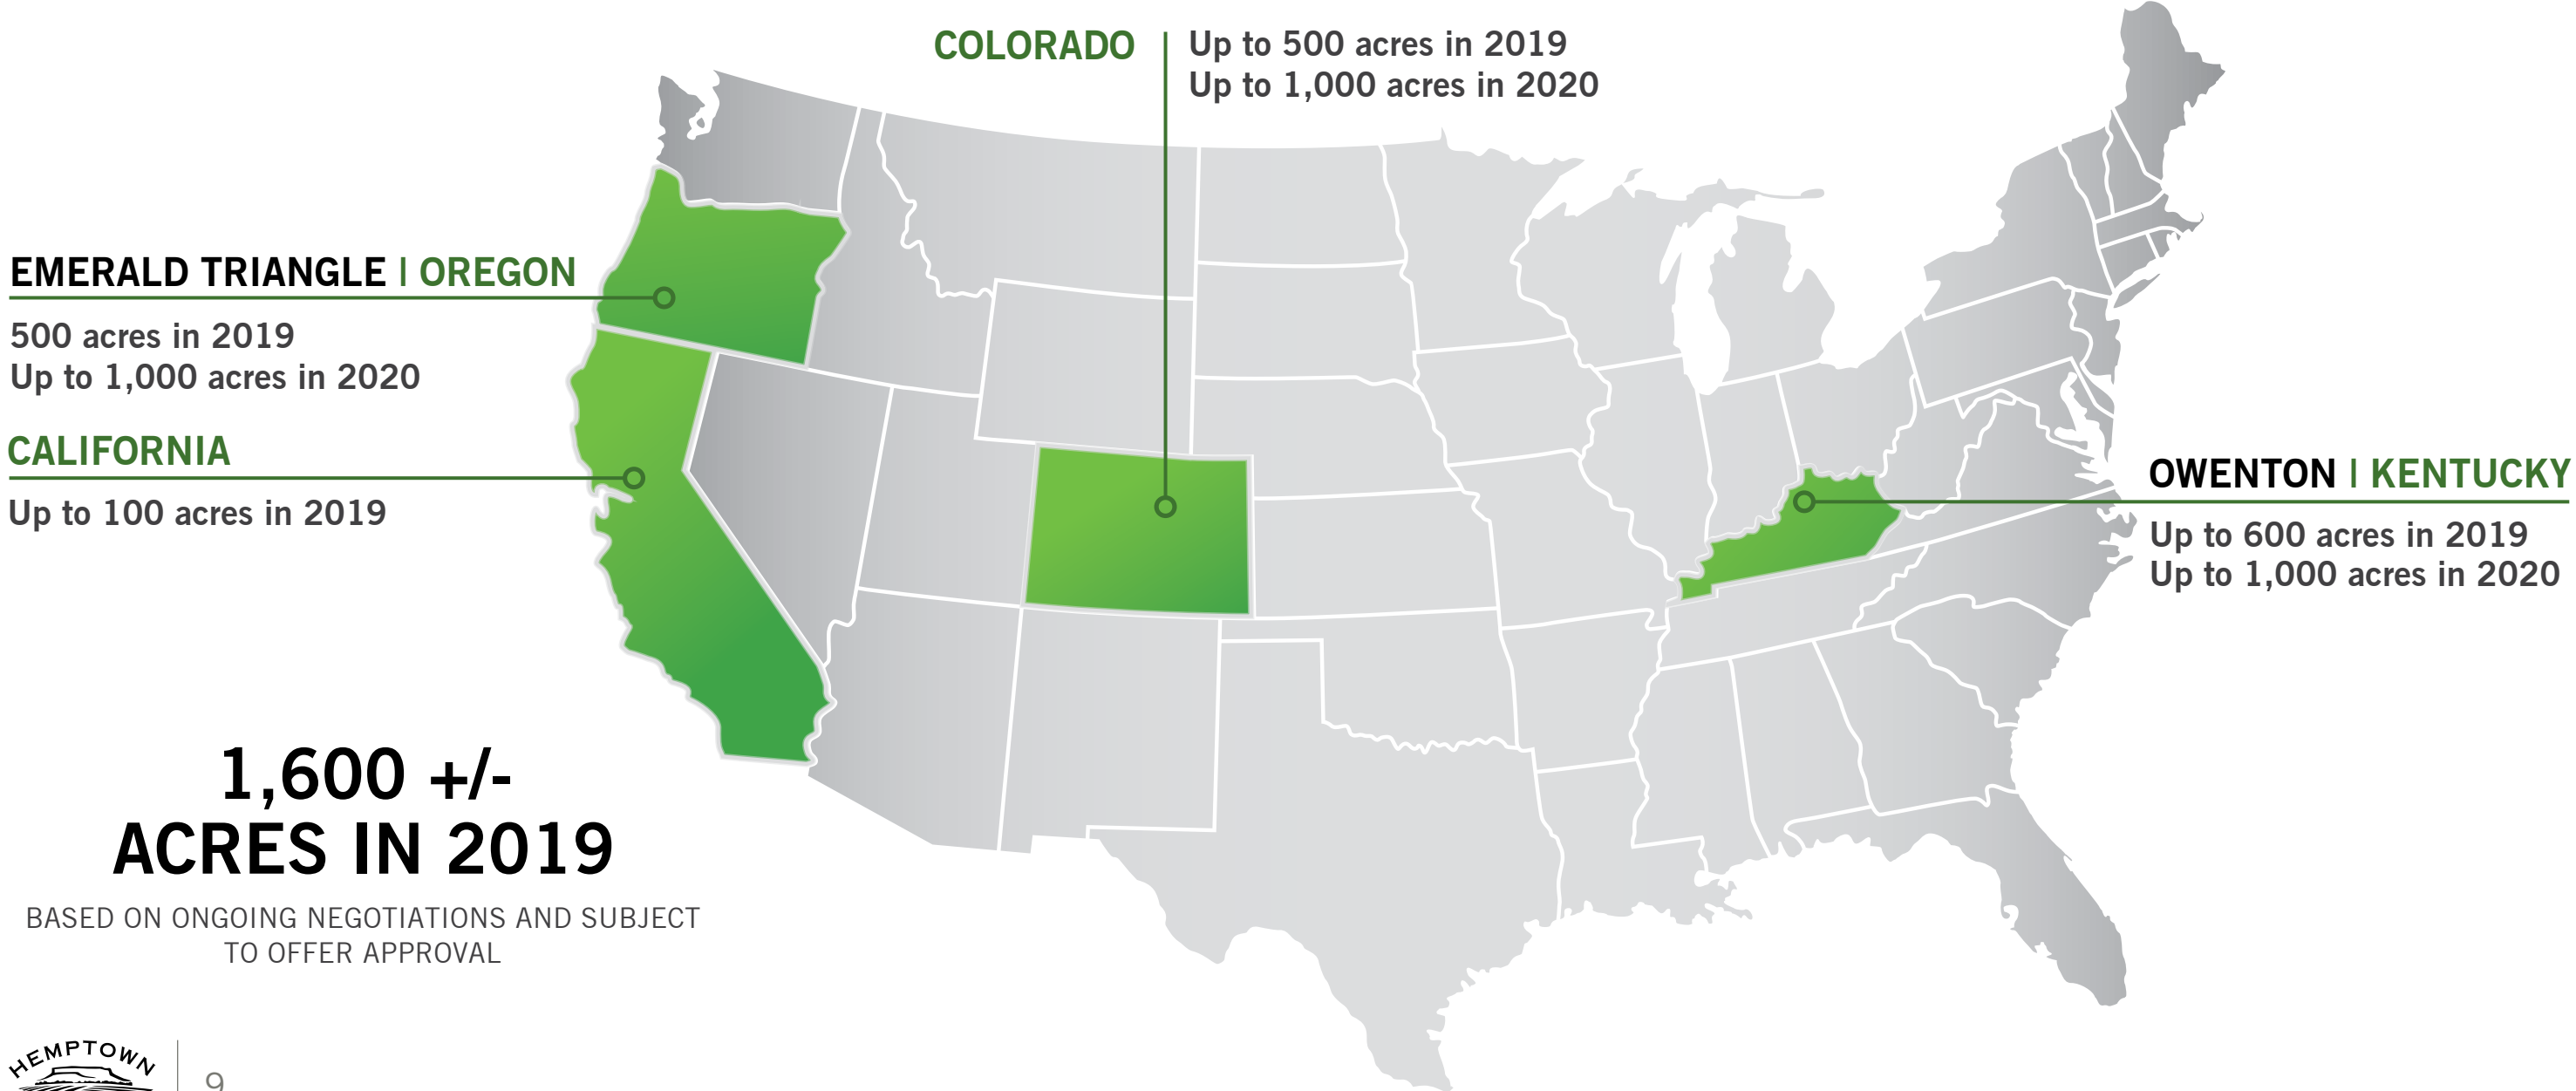 COLORADO
Up to 500 acres in 2019
Up to 1,000 acres in 2020
EMERALD TRIANGLE | OREGON
500 acres in 2019
Up to 1,000 acres in 2020
CALIFORNIA
Up to 100 acres in 2019
OWENTON | KENTUCKY
Up to 600 acres in 2019
Up to 1,000 acres in 2020
1,600 +/-
ACRES IN 2019
BASED ON ONGOING NEGOTIATIONS AND SUBJECT
TO OFFER APPROVAL
HEMPTOWN
9